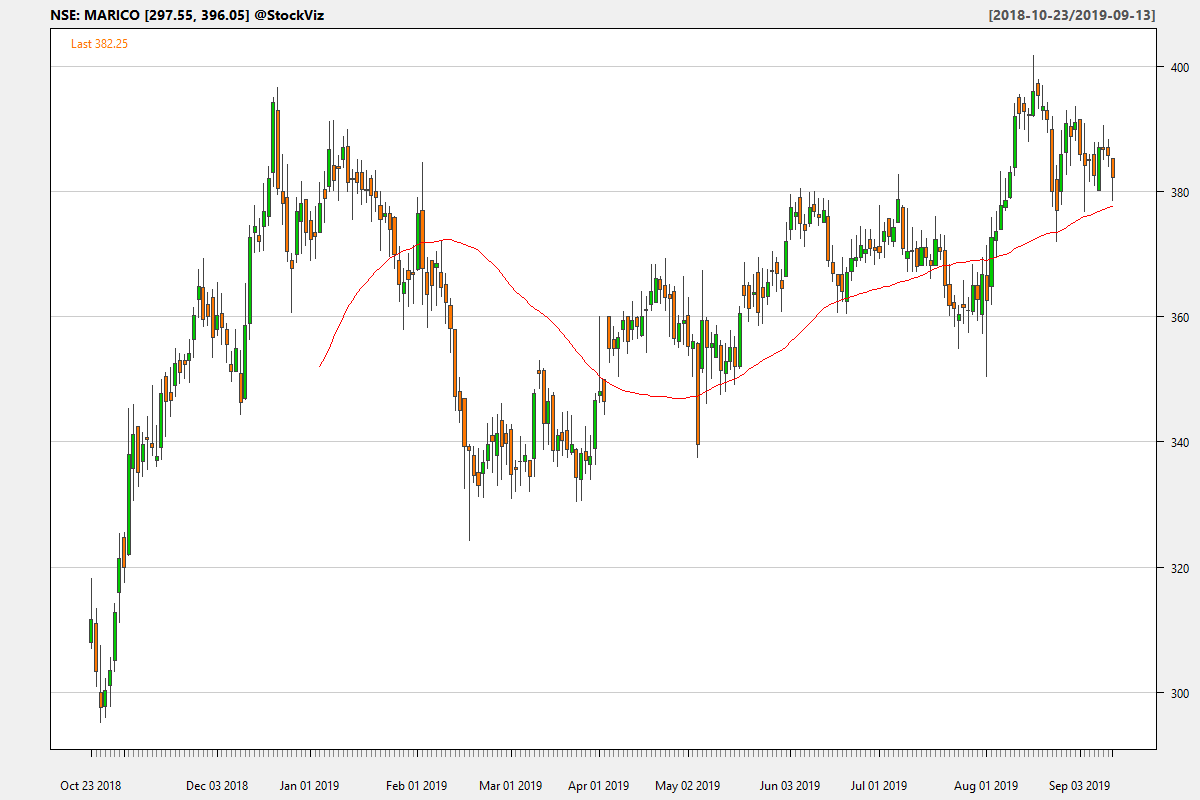 NSE: MARICO [297.55, 396.05] @StockViz
[2018-10-23/2019-09-13]
Last 382.25
400
380
360
340
320
300
Oct 23 2018
Dec 03 2018
Jan 01 2019
Feb 01 2019
Mar 01 2019
Apr 01 2019
May 02 2019
Jun 03 2019
Jul 01 2019
Aug 01 2019
Sep 03 2019